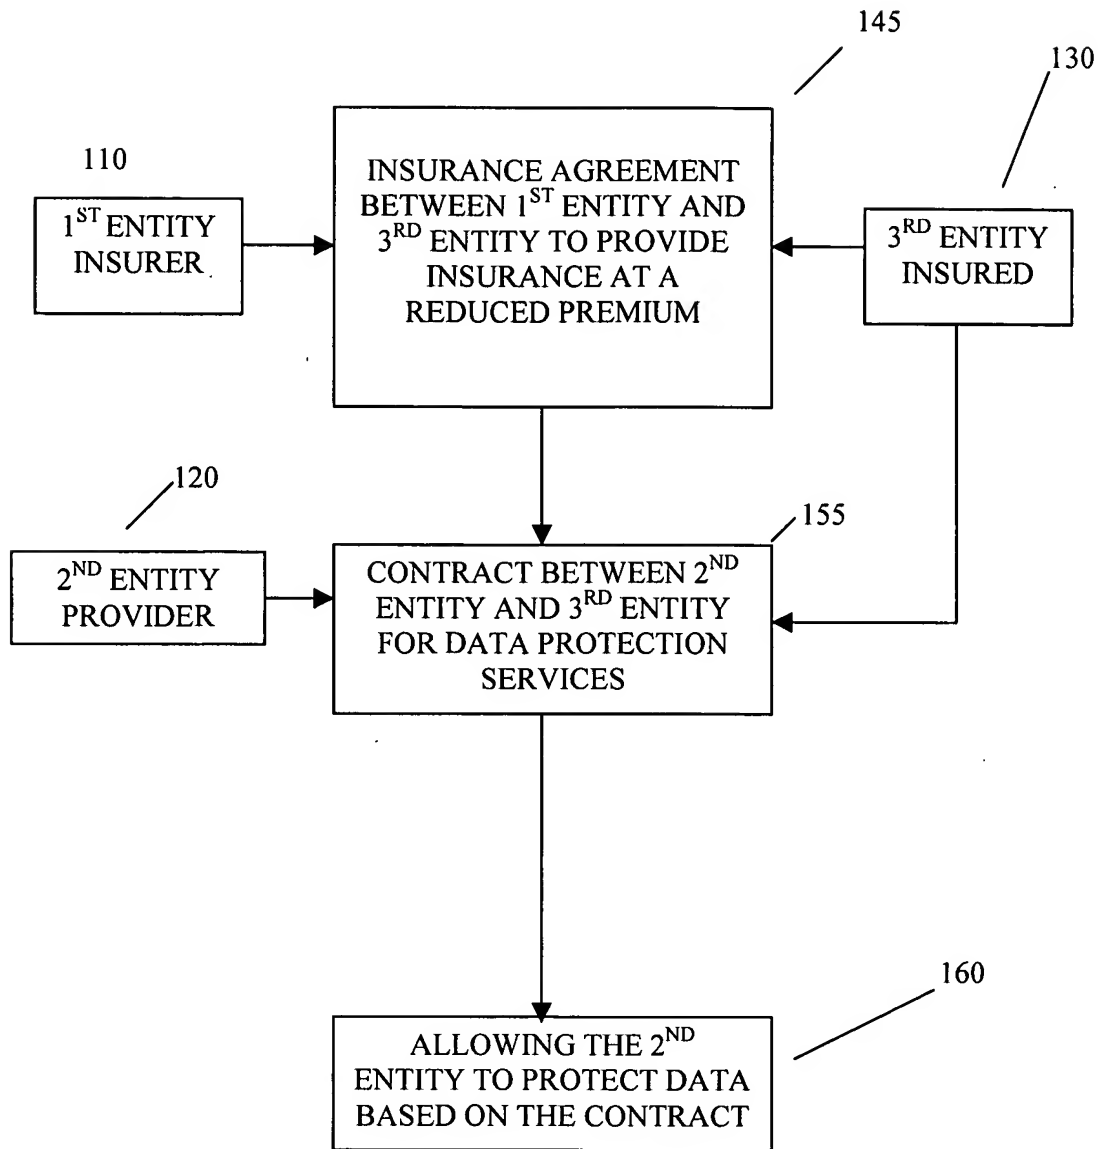 145
130
110
INSURANCE AGREEMENT
BETWEEN 1ST ENTITY AND
3RD ENTITY TO PROVIDE
INSURANCE AT A
REDUCED PREMIUM
1ST ENTITY
INSURER
3RD ENTITY
INSURED
120
155
2ND ENTITY
PROVIDER
CONTRACT BETWEEN 2ND
ENTITY AND 3RD ENTITY
FOR DATA PROTECTION
SERVICES
160
ALLOWING THE 2ND
ENTITY TO PROTECT DATA
BASED ON THE CONTRACT